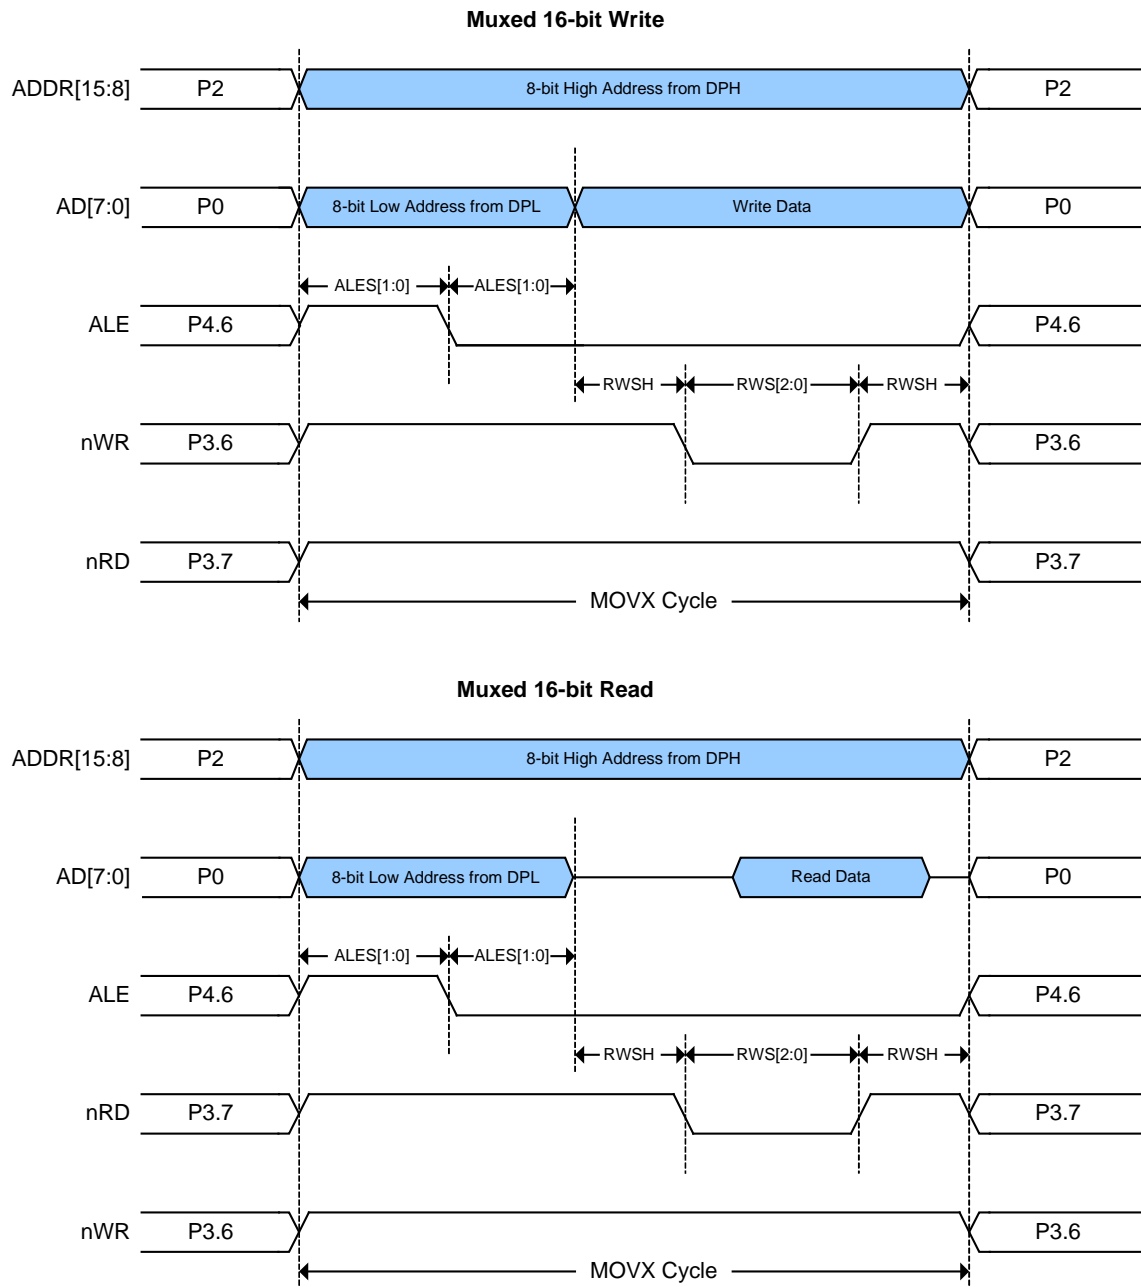 Muxed 16-bit Write
ADDR[15:8] P2 8-bit High Address from DPH P2
AD[7:0] P0 8-bit Low Address from DPL Write Data P0
ALES[1:0] ALES[1:0]
ALE P4.6 P4.6
RWSH RWS[2:0] RWSH
nWR P3.6 P3.6
nRD P3.7 P3.7
MOVX Cycle
Muxed 16-bit Read
ADDR[15:8] P2 8-bit High Address from DPH P2
AD[7:0] P0 8-bit Low Address from DPL Read Data P0
ALES[1:0] ALES[1:0]
ALE P4.6 P4.6
RWSH RWS[2:0] RWSH
nRD P3.7 P3.7
nWR P3.6 P3.6
MOVX Cycle